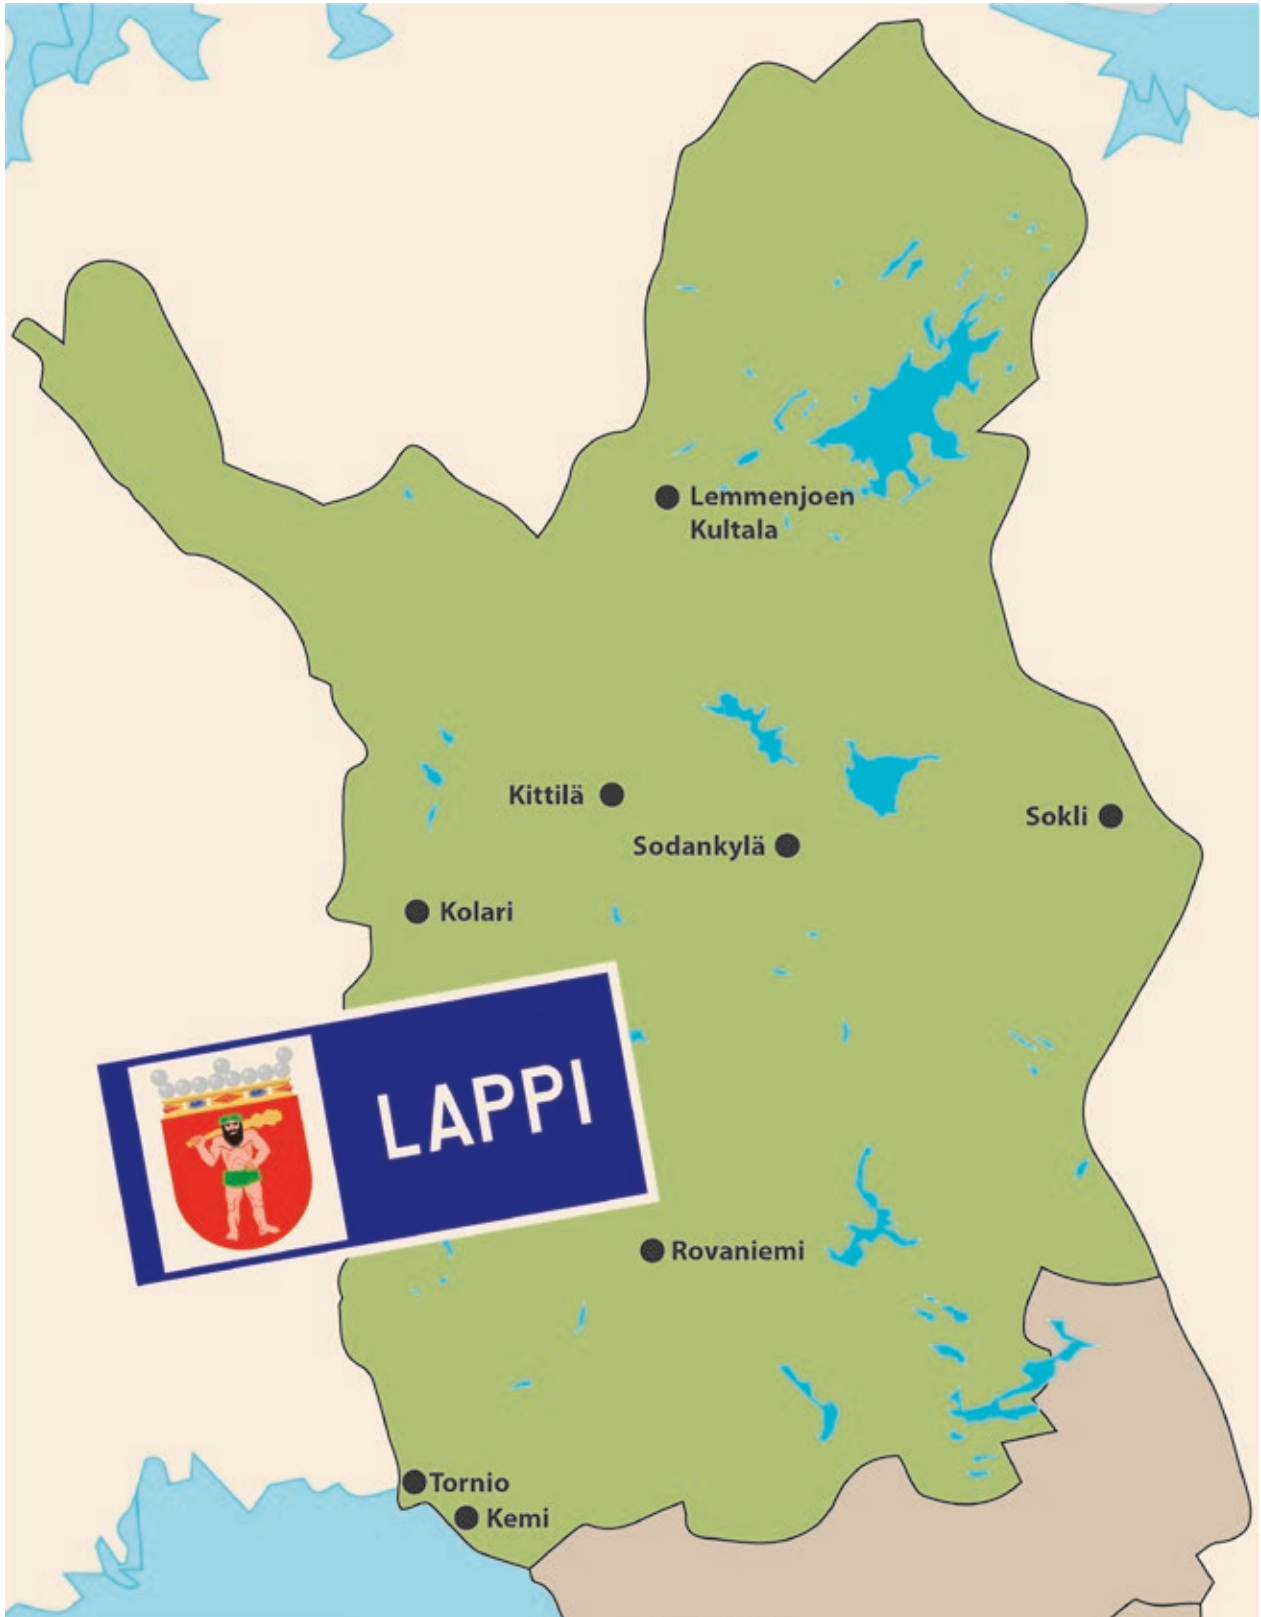 Lemmenjoen
Kultala
Kittilä
Sokli
Sodankylä
Kolari
LAPPI
Rovaniemi
Tornio
Kemi